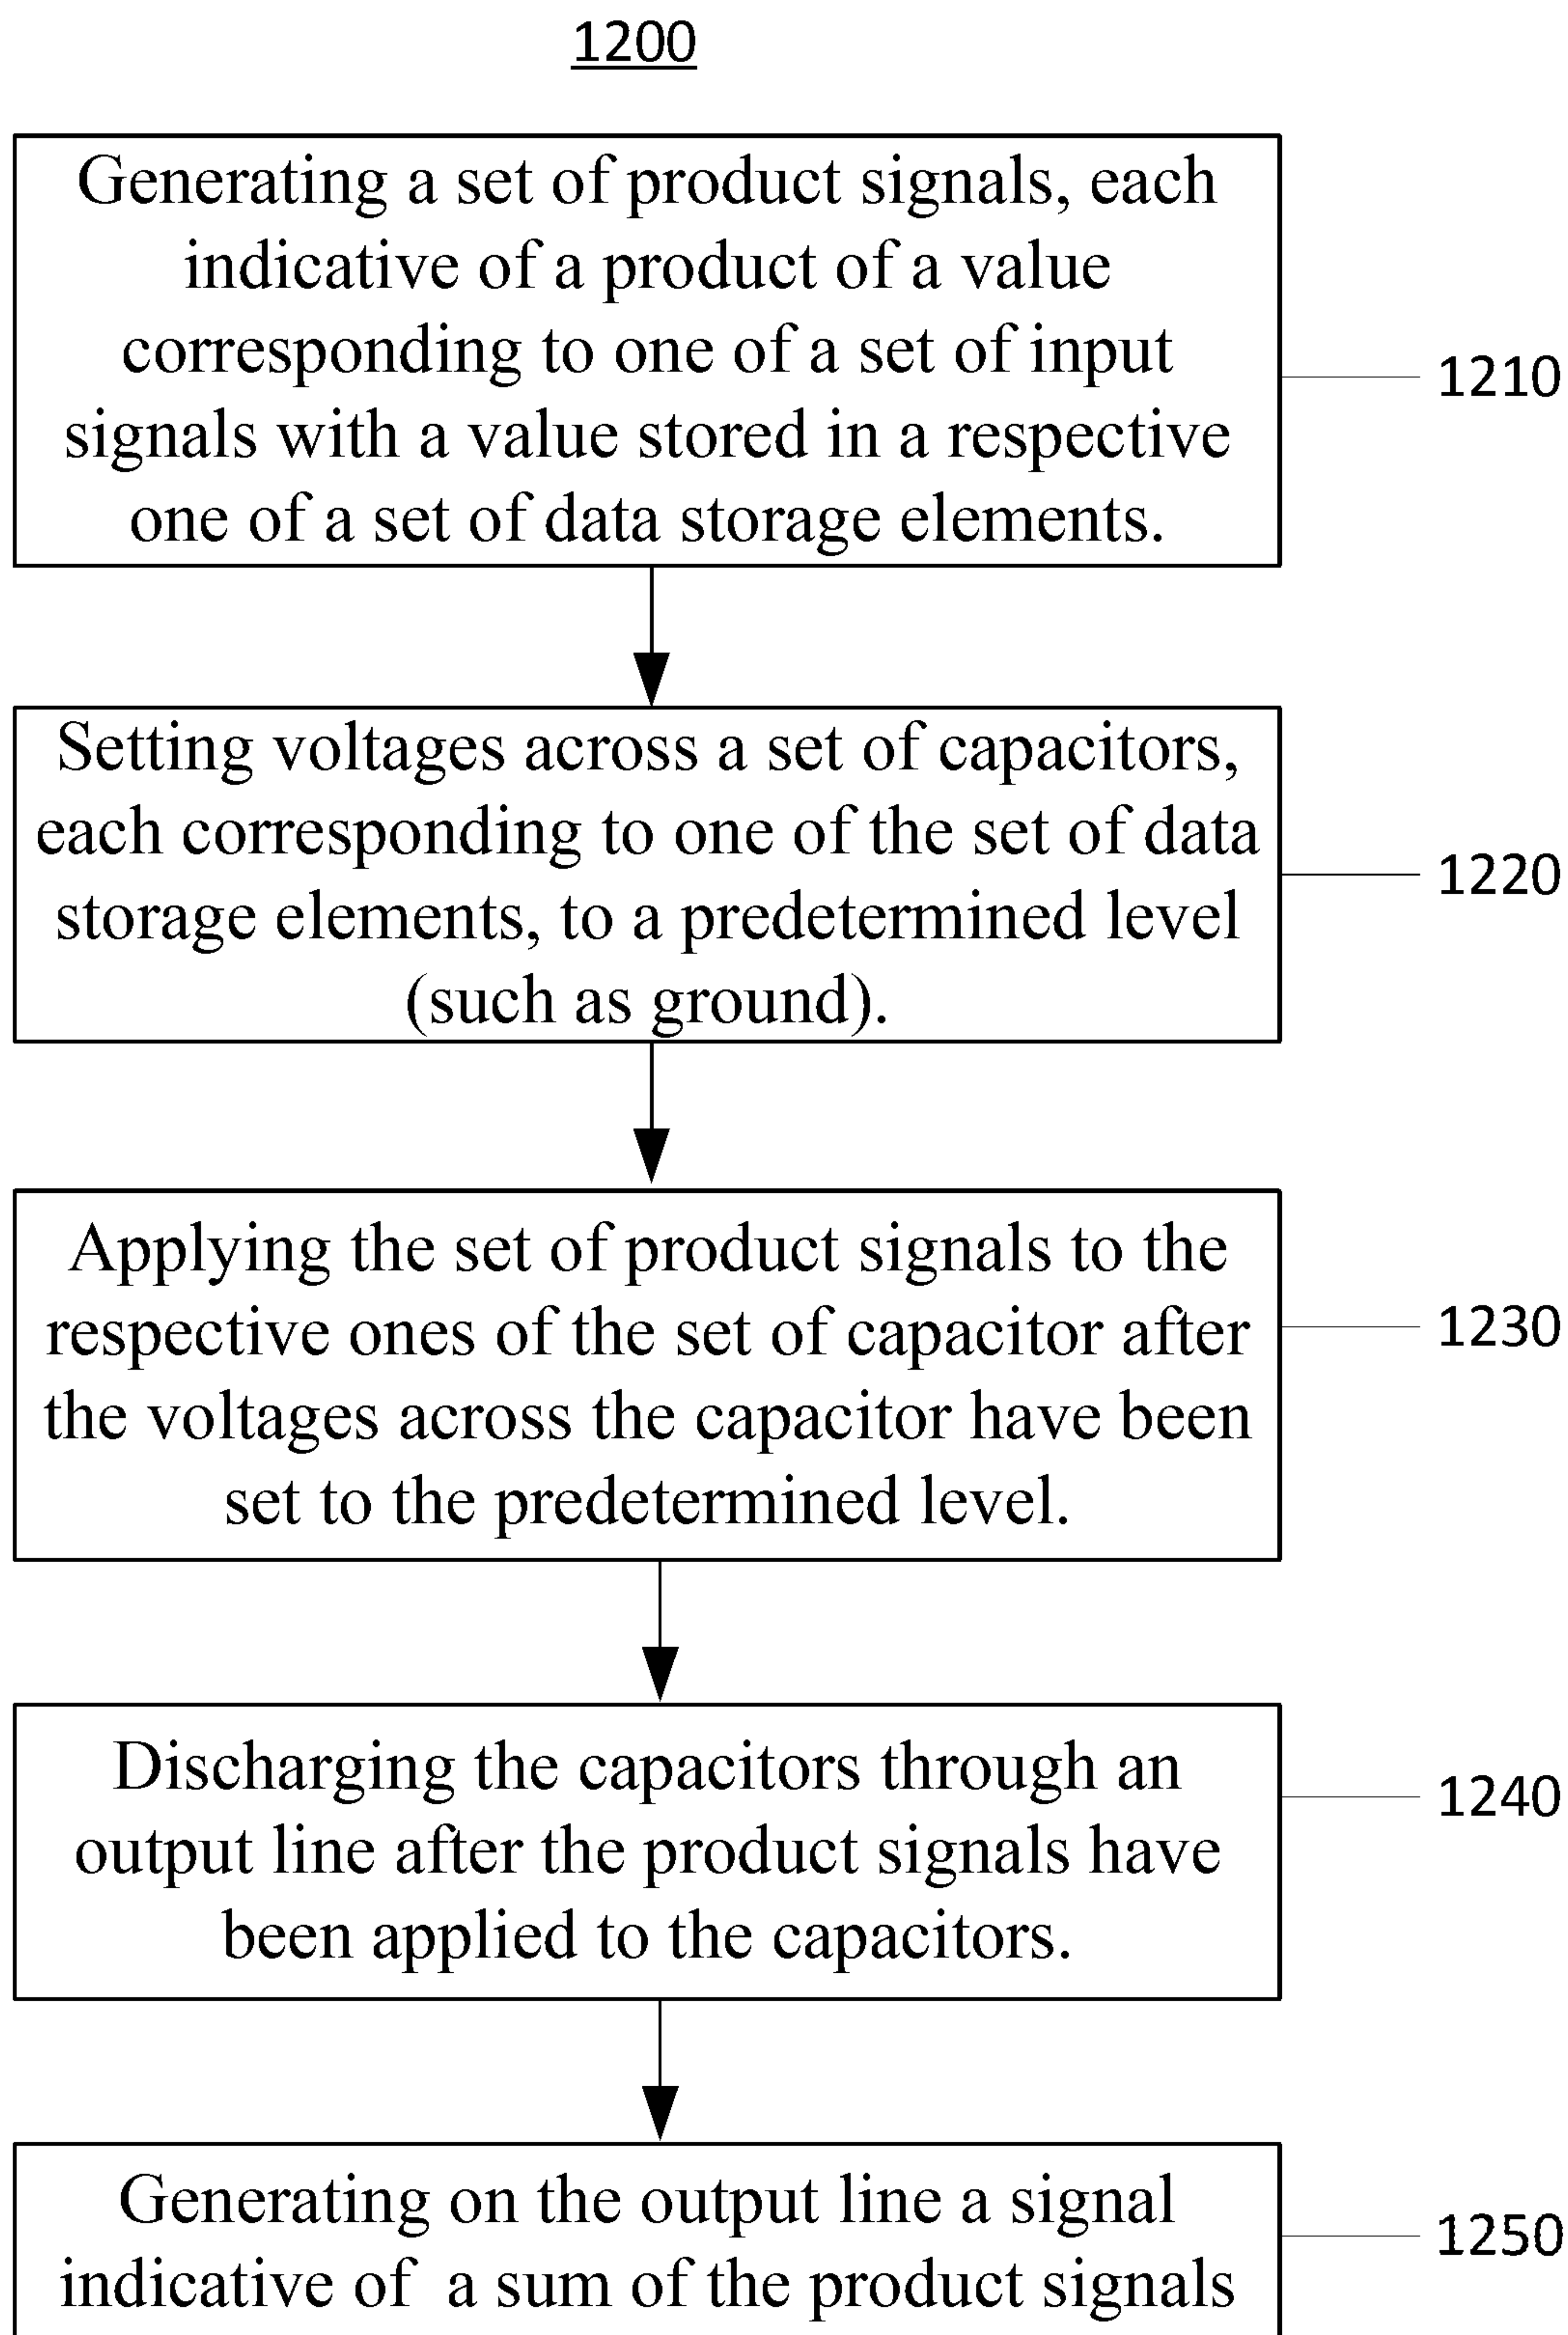 1200
Generating a set of product signals, each
indicative of a product of a value
corresponding to one of a set of input
signals with a value stored in a respective
one of a set of data storage elements.
1210
Setting voltages across a set of capacitors,
each corresponding to one of the set of data
storage elements, to a predetermined level
(such as ground).
1220
Applying the set of product signals to the
respective ones of the set of capacitor after
the voltages across the capacitor have been
set to the predetermined level.
1230
Discharging the capacitors through an
output line after the product signals have
been applied to the capacitors.
1240
Generating on the output line a signal
indicative of a sum of the product signals
1250